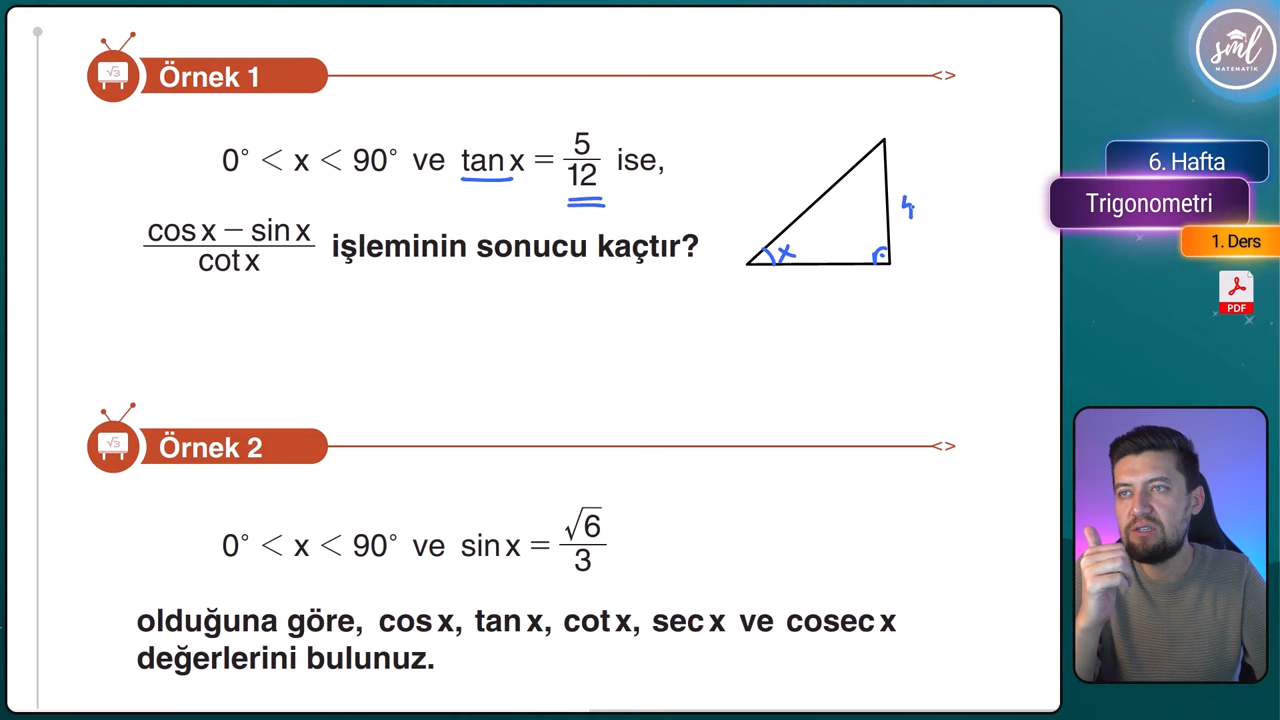 Örnek 1
0° < x < 90° ve tan x = 5/12 ise,
cos x − sin x / cot x işleminin sonucu kaçtır?
x
Örnek 2
0° < x < 90° ve sin x = √6/3
olduğuna göre, cos x, tan x, cot x, sec x ve cosec x
değerlerini bulunuz.
sml
MATEMATİK
6. Hafta
Trigonometri
1. Ders
PDF
√3
√3